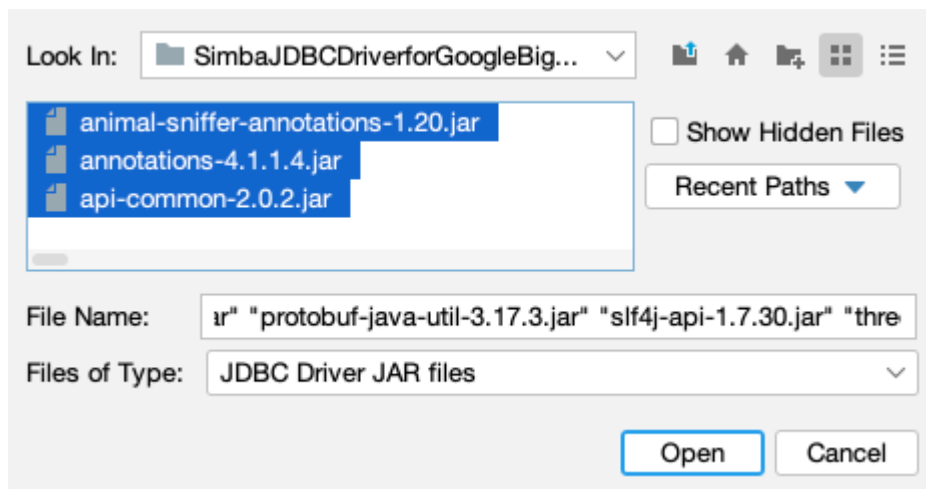 Look In: SimbaJDBCDriverforGoogleBig...
animal-sniffer-annotations-1.20.jar
annotations-4.1.1.4.jar
api-common-2.0.2.jar
Show Hidden Files
Recent Paths
File Name: ar" "protobuf-java-util-3.17.3.jar" "slf4j-api-1.7.30.jar" "thre
Files of Type: JDBC Driver JAR files
Open Cancel